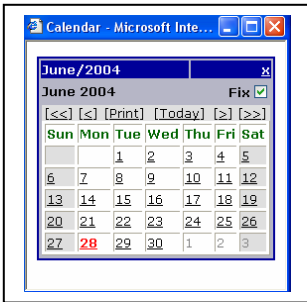 Calendar - Microsoft Inte...
June/2004 x
June 2004 Fix
[<<] [<] [Print] [Today] [>] [>>]
Sun Mon Tue Wed Thu Fri Sat
1 2 3 4 5
6 7 8 9 10 11 12
13 14 15 16 17 18 19
20 21 22 23 24 25 26
27 28 29 30 1 2 3